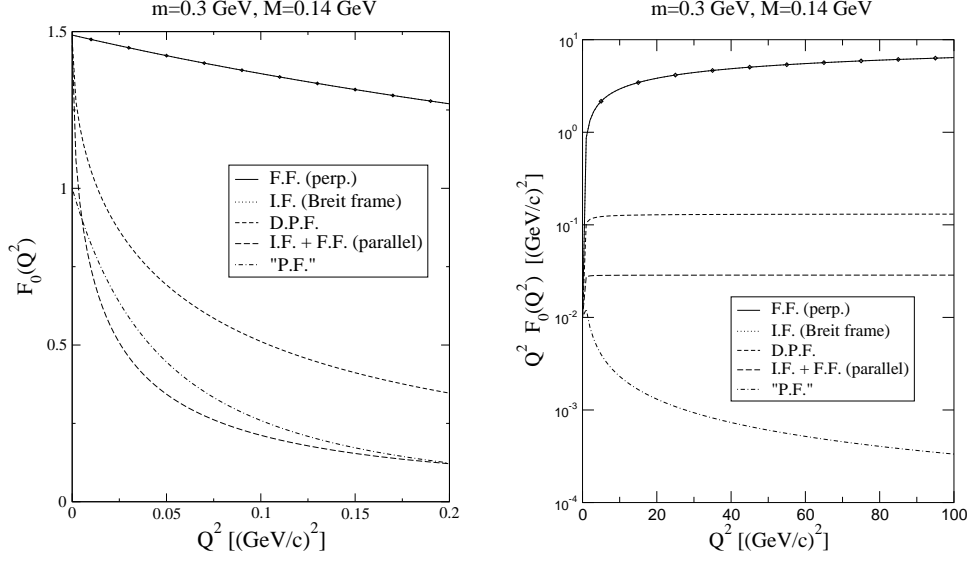 m=0.3 GeV, M=0.14 GeV
1.5
1
0.5
0
F₀(Q²)
F.F. (perp.)
I.F. (Breit frame)
D.P.F.
I.F. + F.F. (parallel)
"P.F."
0 0.05 0.1 0.15 0.2
Q² [(GeV/c)²]
m=0.3 GeV, M=0.14 GeV
10¹
10⁰
10⁻¹
10⁻²
10⁻³
10⁻⁴
Q² F₀(Q²) [(GeV/c)²]
F.F. (perp.)
I.F. (Breit frame)
D.P.F.
I.F. + F.F. (parallel)
"P.F."
0 20 40 60 80 100
Q² [(GeV/c)²]